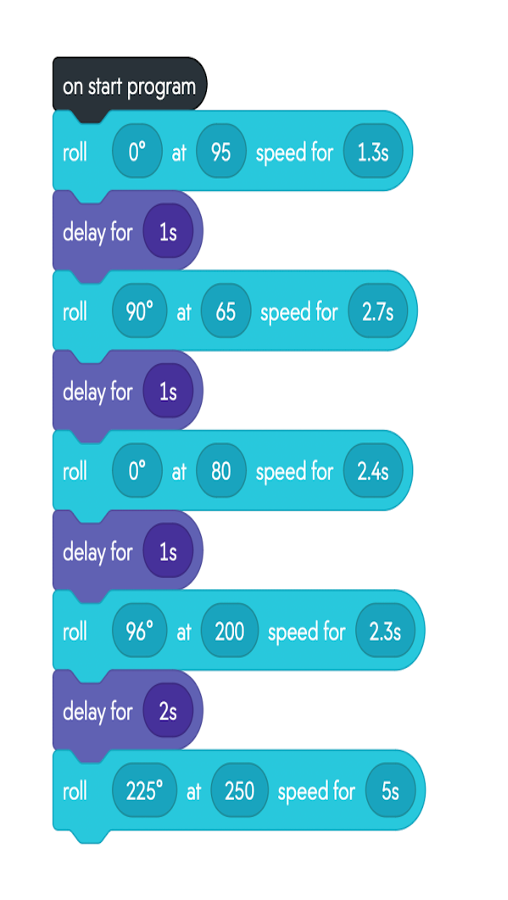 on start program
roll 0° at 95 speed for 1.3s
delay for 1s
roll 90° at 65 speed for 2.7s
delay for 1s
roll 0° at 80 speed for 2.4s
delay for 1s
roll 96° at 200 speed for 2.3s
delay for 2s
roll 225° at 250 speed for 5s